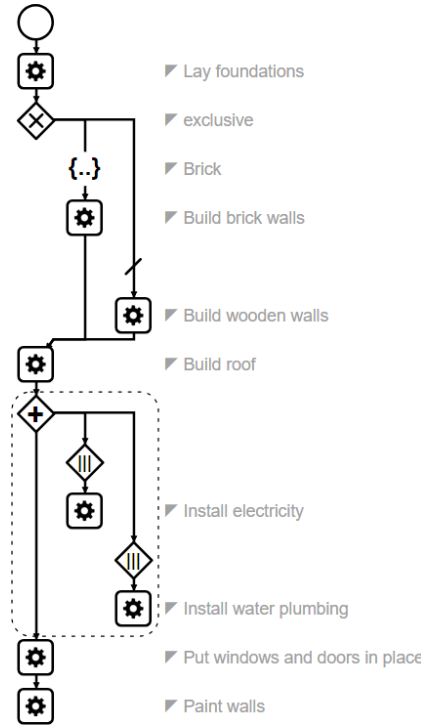 Lay foundations
exclusive
{..} Brick
Build brick walls
Build wooden walls
Build roof
Install electricity
Install water plumbing
Put windows and doors in place
Paint walls